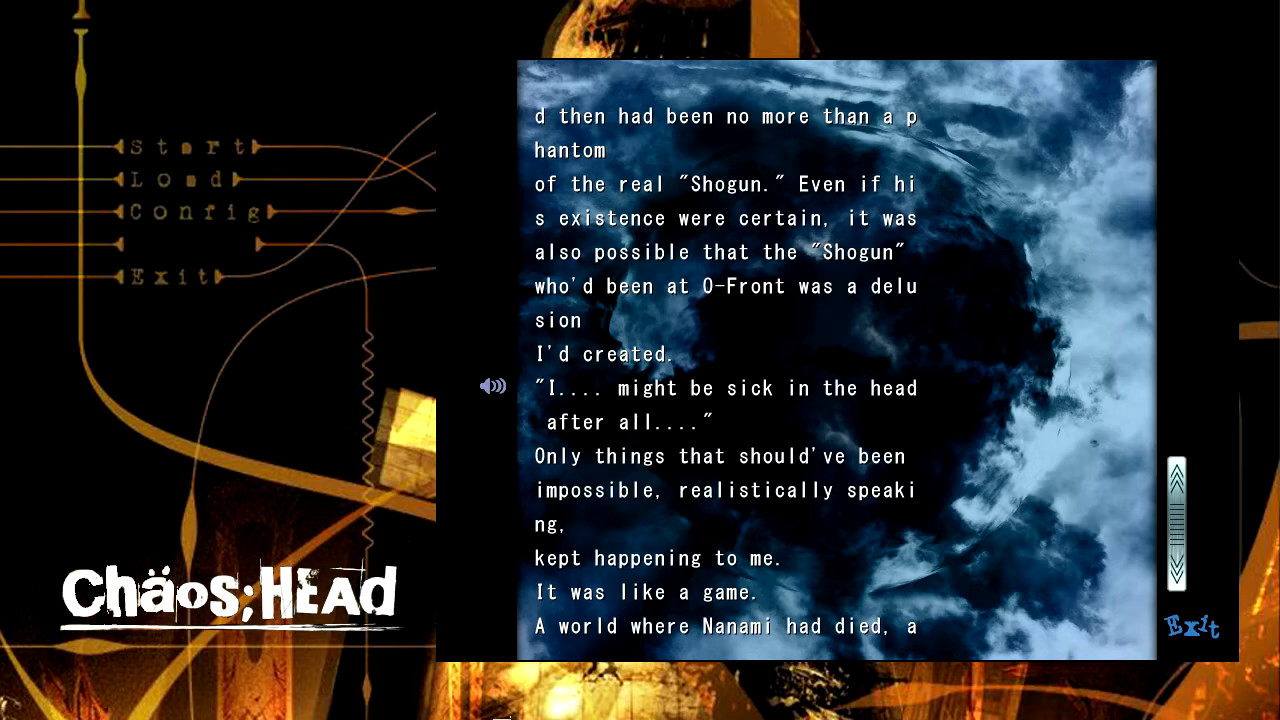 Start
Load
Config
Exit
d then had been no more than a p
hantom
of the real "Shogun." Even if hi
s existence were certain, it was
also possible that the "Shogun"
who'd been at O-Front was a delu
sion
I'd created.
"I.... might be sick in the head
after all...."
Only things that should've been
impossible, realistically speaki
ng,
kept happening to me.
It was like a game.
A world where Nanami had died, a
Exit
Chäos;HEAd